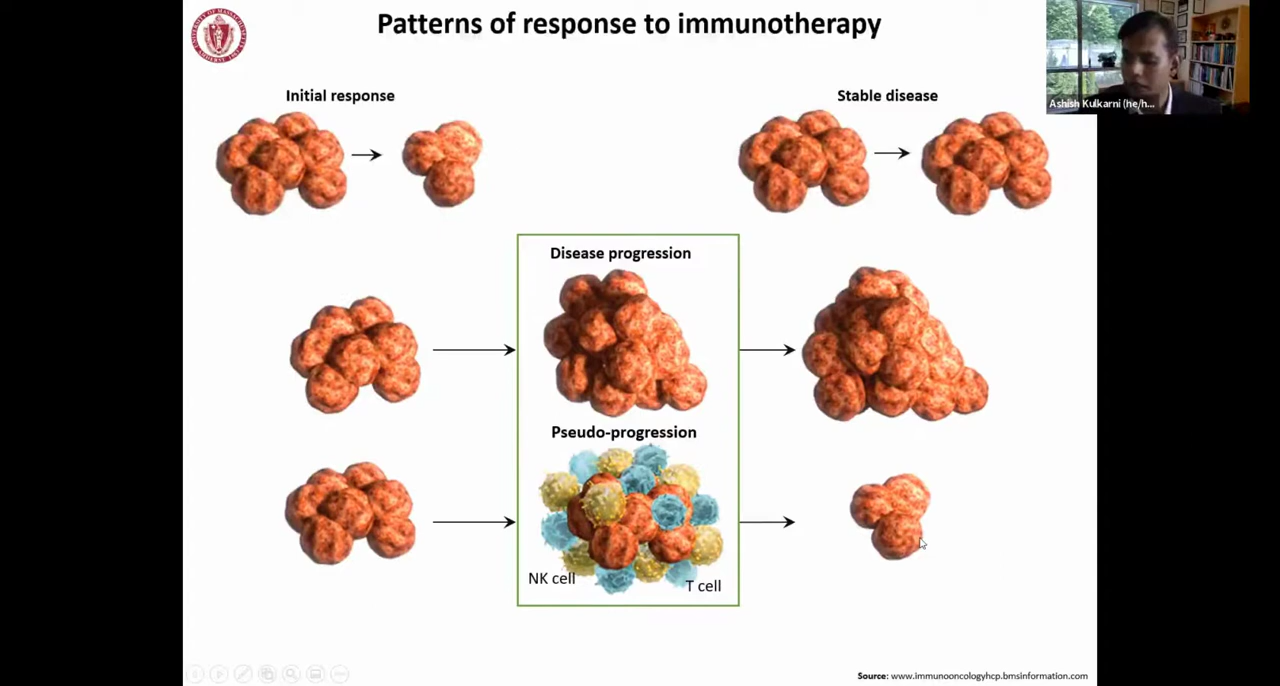 Patterns of response to immunotherapy
Ashish Kulkarni (he/h...
Initial response
Stable disease
Disease progression
Pseudo-progression
NK cell
T cell
Source: www.immunooncologyhcp.bmsinformation.com